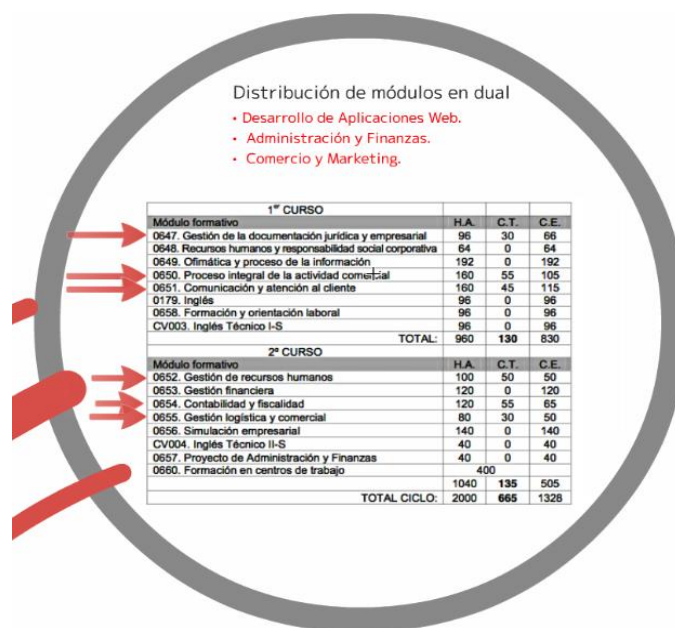 Distribución de módulos en dual
• Desarrollo de Aplicaciones Web.
• Administración y Finanzas.
• Comercio y Marketing.
1er CURSO
Módulo formativo H.A. C.T. C.E.
0647. Gestión de la documentación jurídica y empresarial 96 30 66
0648. Recursos humanos y responsabilidad social corporativa 64 0 64
0649. Ofimática y proceso de la información 192 0 192
0650. Proceso integral de la actividad comercial 160 55 105
0651. Comunicación y atención al cliente 160 45 115
0179. Inglés 96 0 96
0658. Formación y orientación laboral 96 0 96
CV003. Inglés Técnico I-S 96 0 96
TOTAL: 960 130 830
2º CURSO
Módulo formativo H.A. C.T. C.E.
0652. Gestión de recursos humanos 100 50 50
0653. Gestión financiera 120 0 120
0654. Contabilidad y fiscalidad 120 55 65
0655. Gestión logística y comercial 80 30 50
0656. Simulación empresarial 140 0 140
CV004. Inglés Técnico II-S 40 0 40
0657. Proyecto de Administración y Finanzas 40 0 40
0660. Formación en centros de trabajo 400
1040 135 505
TOTAL CICLO: 2000 665 1328